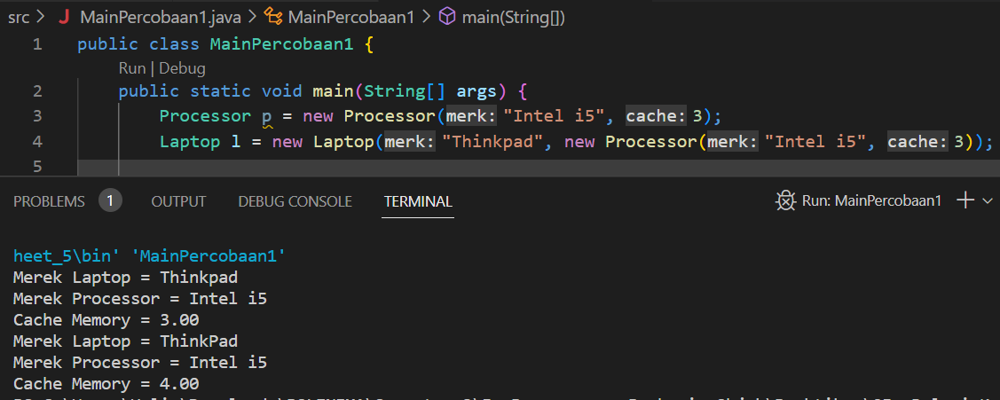 src > MainPercobaan1.java > MainPercobaan1 > main(String[])
1 public class MainPercobaan1 {
Run | Debug
2 public static void main(String[] args) {
3 Processor p = new Processor(merk:"Intel i5", cache:3);
4 Laptop l = new Laptop(merk:"Thinkpad", new Processor(merk:"Intel i5", cache:3));
5
PROBLEMS 1 OUTPUT DEBUG CONSOLE TERMINAL Run: MainPercobaan1
heet_5\bin' 'MainPercobaan1'
Merek Laptop = Thinkpad
Merek Processor = Intel i5
Cache Memory = 3.00
Merek Laptop = ThinkPad
Merek Processor = Intel i5
Cache Memory = 4.00